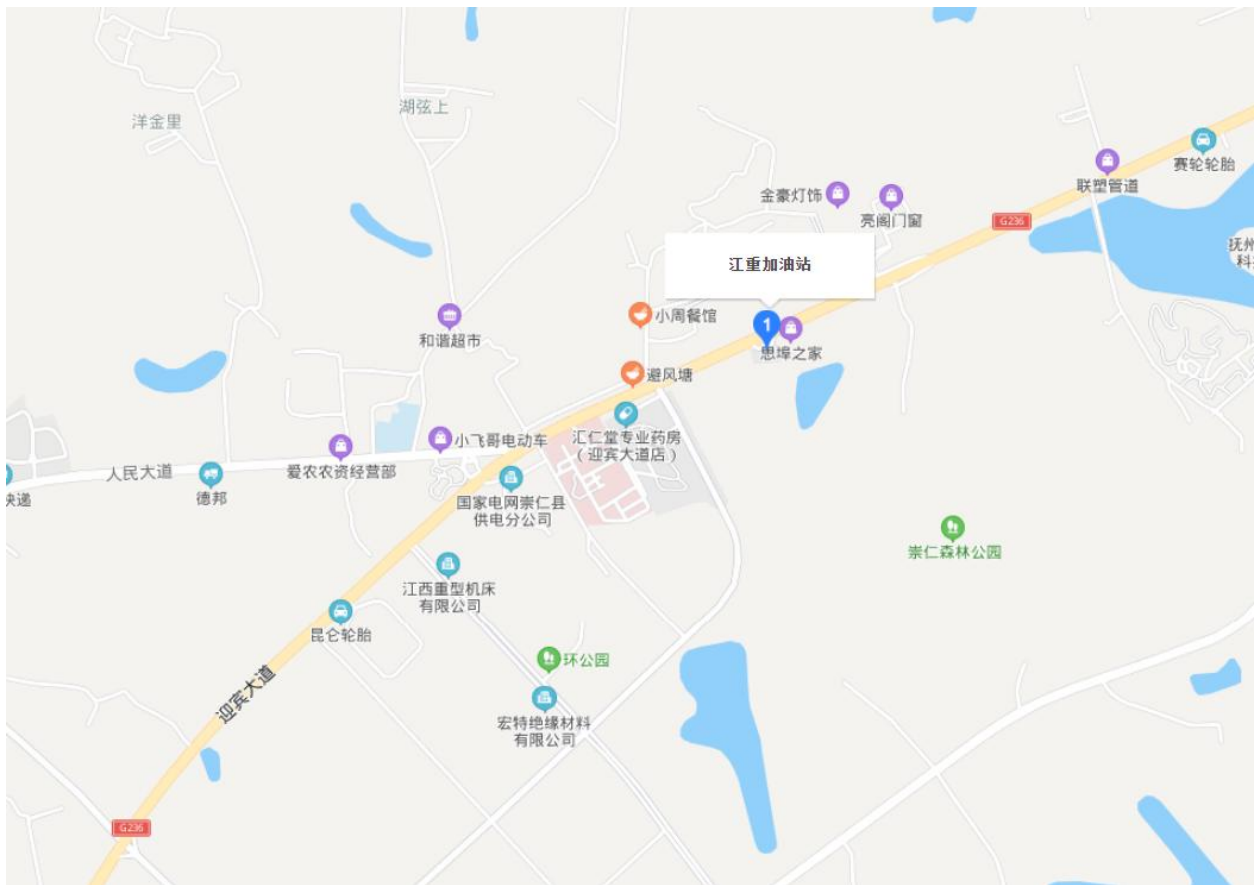 湖弦上
洋金里
赛轮轮胎
联塑管道
金豪灯饰
亮阁门窗
G236
抚州
科
江重加油站
1
小周餐馆
和谐超市
思埠之家
避风塘
小飞哥电动车
汇仁堂专业药房
（迎宾大道店）
人民大道
爱农农资经营部
德邦
快递
国家电网崇仁县
供电分公司
崇仁森林公园
江西重型机床
有限公司
昆仑轮胎
环公园
迎宾大道
宏特绝缘材料
有限公司
G236